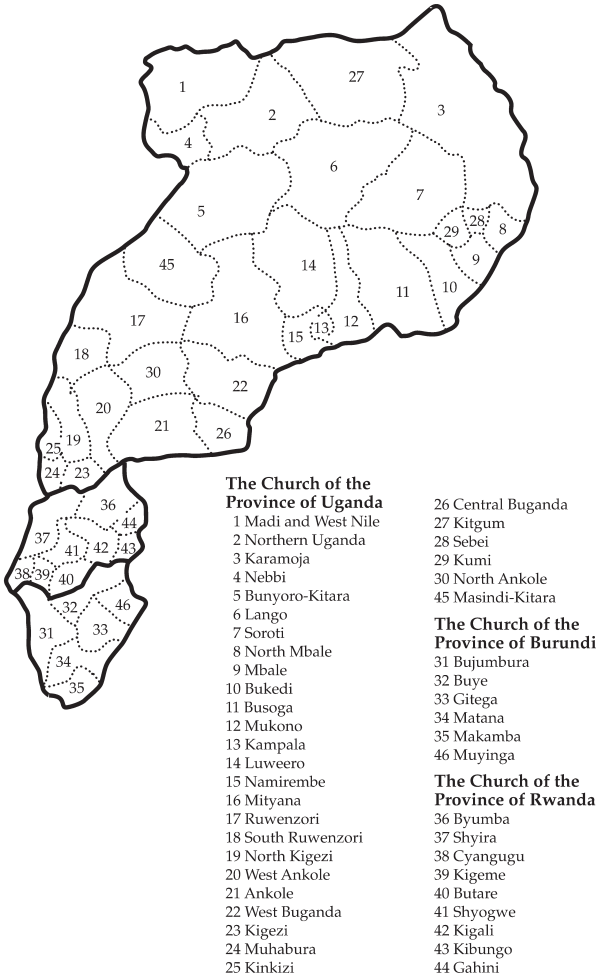 27
1
3
2
4
6
7
5
28
29
8
9
45
14
10
11
16
17
12
13
15
18
30
22
20
21
26
19
25
24
23
36
44
37
41
42
43
38
39
40
32
46
31
33
34
35
The Church of the
Province of Uganda
1 Madi and West Nile
2 Northern Uganda
3 Karamoja
4 Nebbi
5 Bunyoro-Kitara
6 Lango
7 Soroti
8 North Mbale
9 Mbale
10 Bukedi
11 Busoga
12 Mukono
13 Kampala
14 Luweero
15 Namirembe
16 Mityana
17 Ruwenzori
18 South Ruwenzori
19 North Kigezi
20 West Ankole
21 Ankole
22 West Buganda
23 Kigezi
24 Muhabura
25 Kinkizi
26 Central Buganda
27 Kitgum
28 Sebei
29 Kumi
30 North Ankole
45 Masindi-Kitara
The Church of the
Province of Burundi
31 Bujumbura
32 Buye
33 Gitega
34 Matana
35 Makamba
46 Muyinga
The Church of the
Province of Rwanda
36 Byumba
37 Shyira
38 Cyangugu
39 Kigeme
40 Butare
41 Shyogwe
42 Kigali
43 Kibungo
44 Gahini